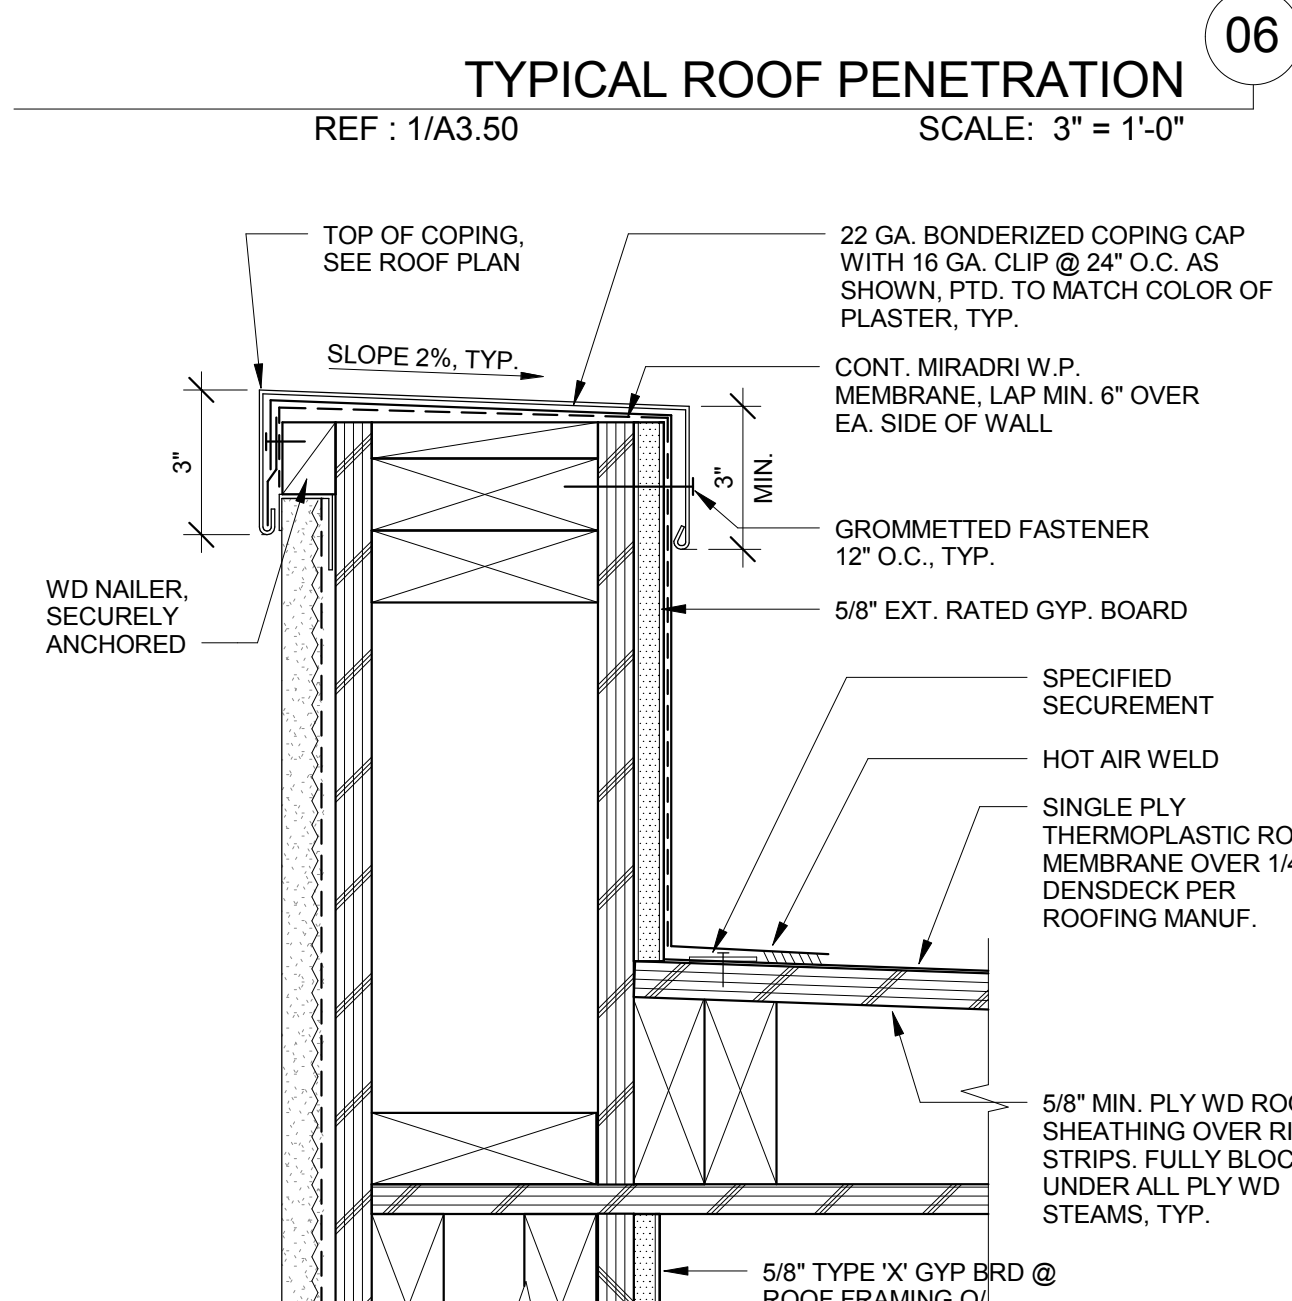 06
TYPICAL ROOF PENETRATION
REF : 1/A3.50
SCALE: 3" = 1'-0"
TOP OF COPING,
SEE ROOF PLAN
22 GA. BONDERIZED COPING CAP
WITH 16 GA. CLIP @ 24" O.C. AS
SHOWN, PTD. TO MATCH COLOR OF
PLASTER, TYP.
SLOPE 2%, TYP.
CONT. MIRADRI W.P.
MEMBRANE, LAP MIN. 6" OVER
EA. SIDE OF WALL
3"
3"
MIN.
GROMMETTED FASTENER
12" O.C., TYP.
WD NAILER,
SECURELY
ANCHORED
5/8" EXT. RATED GYP. BOARD
SPECIFIED
SECUREMENT
HOT AIR WELD
SINGLE PLY
THERMOPLASTIC RO
MEMBRANE OVER 1/4
DENSDECK PER
ROOFING MANUF.
5/8" MIN. PLY WD ROO
SHEATHING OVER RI
STRIPS. FULLY BLOC
UNDER ALL PLY WD
STEAMS, TYP.
5/8" TYPE 'X' GYP BRD @
ROOF FRAMING O/